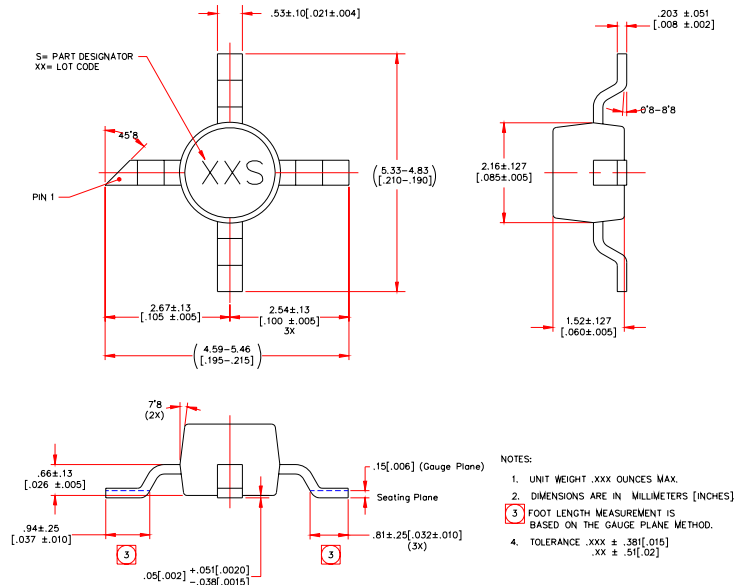 .53±.10[.021±.004]
.203 ±.051
[.008 ±.002]
S= PART DESIGNATOR
XX= LOT CODE
45°8
0°8-8°8
XXS
PIN 1
(5.33-4.83
[.210-.190])
2.16±.127
[.085±.005]
2.67±.13
[.105 ±.005]
2.54±.13
[.100 ±.005]
3X
1.52±.127
[.060±.005]
(4.59-5.46
[.195-.215])
7°8
(2X)
.66±.13
[.026 ±.005]
.15[.006] (Gauge Plane)
Seating Plane
.94±.25
[.037 ±.010]
3
3
.81±.25[.032±.010]
(3X)
.05[.002] +.051[.0020]
-.038[.0015]
NOTES:
1. UNIT WEIGHT .XXX OUNCES MAX.
2. DIMENSIONS ARE IN MILLIMETERS [INCHES]
3 FOOT LENGTH MEASUREMENT IS
BASED ON THE GAUGE PLANE METHOD.
4. TOLERANCE .XXX ± .381[.015]
.XX ± .51[.02]